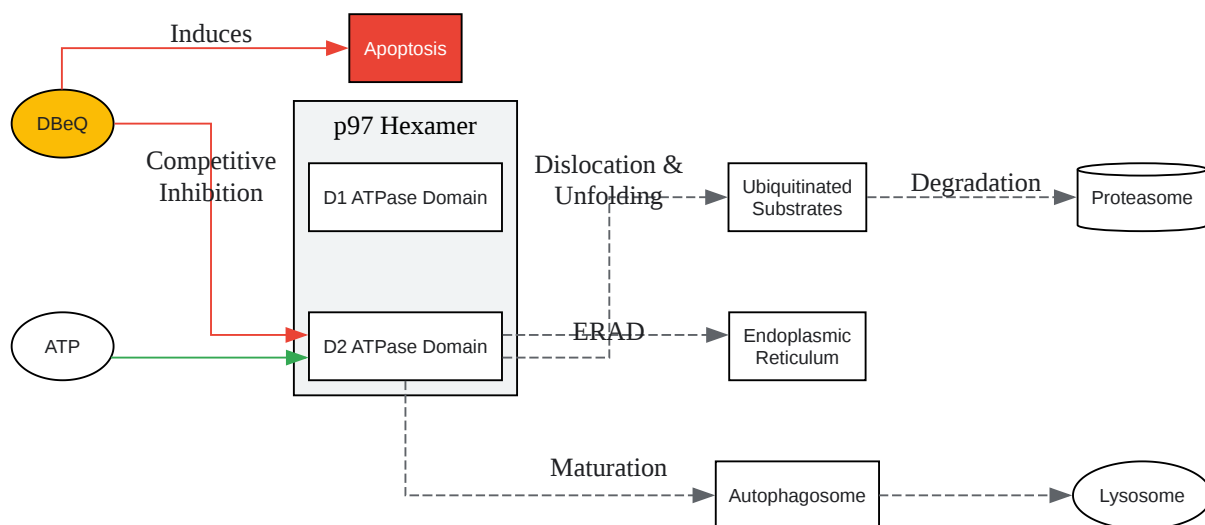 Induces
Apoptosis
DBeQ
p97 Hexamer
Competitive
Inhibition
D1 ATPase Domain
Dislocation &
Unfolding
Ubiquitinated
Substrates
Degradation
Proteasome
ATP
D2 ATPase Domain
ERAD
Endoplasmic
Reticulum
Maturation
Autophagosome
Lysosome